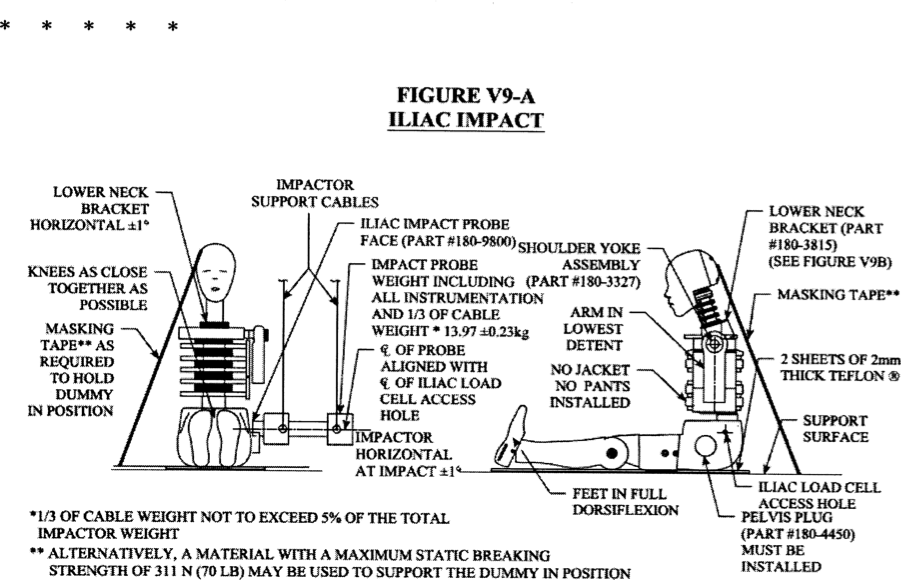 * * * * *
FIGURE V9-A
ILIAC IMPACT
LOWER NECK
BRACKET
HORIZONTAL ±1°
KNEES AS CLOSE
TOGETHER AS
POSSIBLE
MASKING
TAPE** AS
REQUIRED
TO HOLD
DUMMY
IN POSITION
IMPACTOR
SUPPORT CABLES
ILIAC IMPACT PROBE
FACE (PART #180-9800)
IMPACT PROBE
WEIGHT INCLUDING
ALL INSTRUMENTATION
AND 1/3 OF CABLE
WEIGHT * 13.97 ±0.23kg
℄ OF PROBE
ALIGNED WITH
℄ OF ILIAC LOAD
CELL ACCESS
HOLE
IMPACTOR
HORIZONTAL
AT IMPACT ±1°
SHOULDER YOKE
ASSEMBLY
(PART #180-3327)
ARM IN
LOWEST
DETENT
NO JACKET
NO PANTS
INSTALLED
FEET IN FULL
DORSIFLEXION
LOWER NECK
BRACKET (PART
#180-3815)
(SEE FIGURE V9B)
MASKING TAPE**
2 SHEETS OF 2mm
THICK TEFLON ®
SUPPORT
SURFACE
ILIAC LOAD CELL
ACCESS HOLE
PELVIS PLUG
(PART #180-4450)
MUST BE
INSTALLED
*1/3 OF CABLE WEIGHT NOT TO EXCEED 5% OF THE TOTAL
IMPACTOR WEIGHT
** ALTERNATIVELY, A MATERIAL WITH A MAXIMUM STATIC BREAKING
STRENGTH OF 311 N (70 LB) MAY BE USED TO SUPPORT THE DUMMY IN POSITION